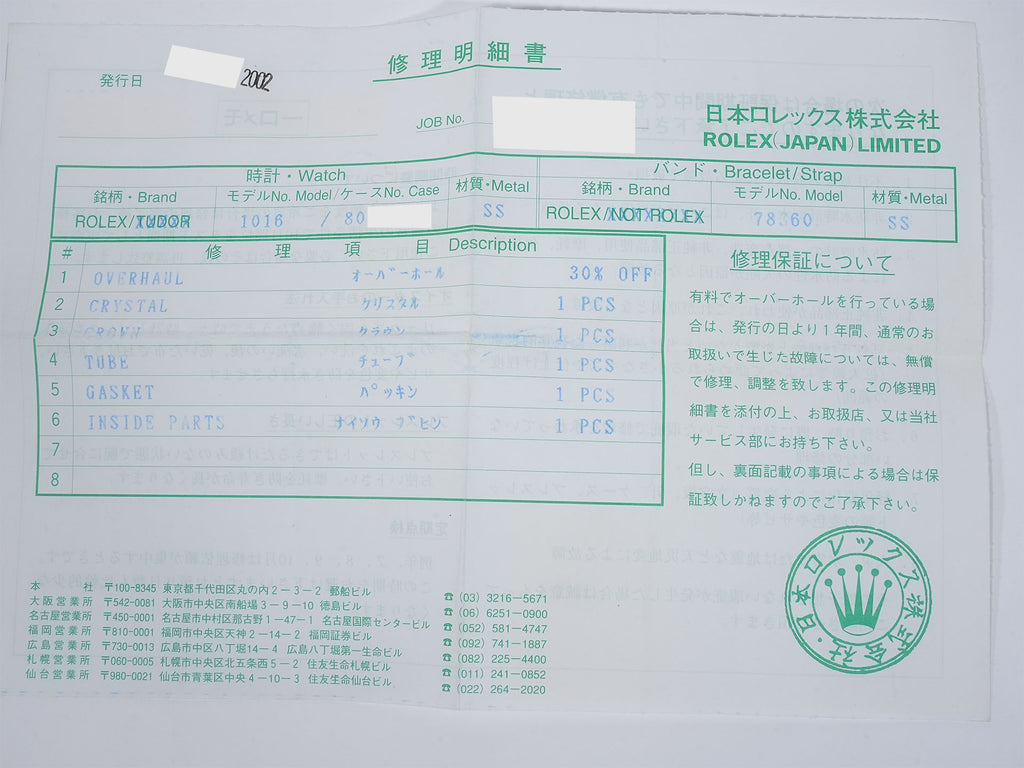 修理明細書
発行日 2002
JOB No.
日本ロレックス株式会社
ROLEX(JAPAN)LIMITED
時計・Watch バンド・Bracelet/Strap
銘柄・Brand モデルNo. Model/ケースNo. Case 材質・Metal 銘柄・Brand モデルNo. Model 材質・Metal
ROLEX/TUDOR 1016 / 80 SS ROLEX/NOT ROLEX 78360 SS
# 修理項目 Description
1 OVERHAUL オーバーホール 30% OFF
2 CRYSTAL クリスタル 1 PCS
3 CROWN クラウン 1 PCS
4 TUBE チューブ 1 PCS
5 GASKET パッキン 1 PCS
6 INSIDE PARTS ナイゾウ ブヒン 1 PCS
7
8
修理保証について
有料でオーバーホールを行っている場
合は、発行の日より1年間、通常のお
取扱いで生じた故障については、無償
で修理、調整を致します。この修理明
細書を添付の上、お取扱店、又は当社
サービス部にお持ち下さい。
但し、裏面記載の事項による場合は保
証致しかねますのでご了承下さい。
本社 〒100-8345 東京都千代田区丸の内2-3-2 郵船ビル ☎(03) 3216-5671
大阪営業所 〒542-0081 大阪市中央区南船場3-9-10 徳島ビル ☎(06) 6251-0900
名古屋営業所 〒450-0001 名古屋市中村区那古野1-47-1 名古屋国際センタービル ☎(052) 581-4747
福岡営業所 〒810-0001 福岡市中央区天神2-14-2 福岡証券ビル ☎(092) 741-1887
広島営業所 〒730-0013 広島市中区八丁堀14-4 広島八丁堀第一生命ビル ☎(082) 225-4400
札幌営業所 〒060-0005 札幌市中央区北五条西5-2 住友生命札幌ビル ☎(011) 241-0852
仙台営業所 〒980-0021 仙台市青葉区中央4-10-3 住友生命仙台ビル ☎(022) 264-2020
日本ロレックス株式会社・